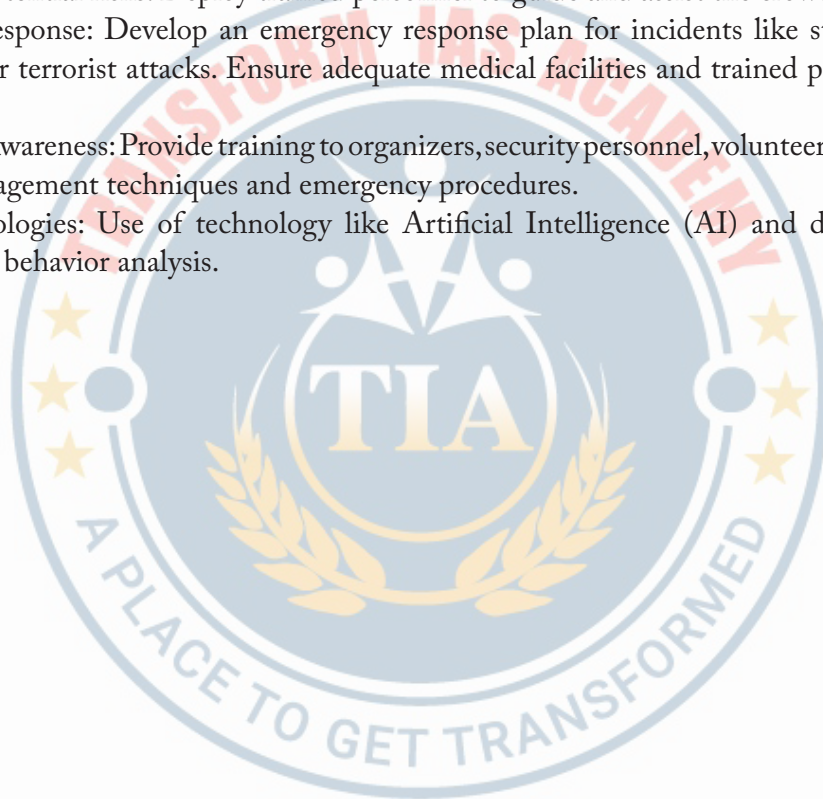 esponse: Develop an emergency response plan for incidents like
r terrorist attacks. Ensure adequate medical facilities and trained
wareness: Provide training to organizers, security personnel,
agement techniques and emergency procedures.
ologies: Use of technology like Artificial Intelligence (AI) and
behavior analysis.
TRANSFORM IAS ACADEMY
TIA
A PLACE TO GET TRANSFORMED